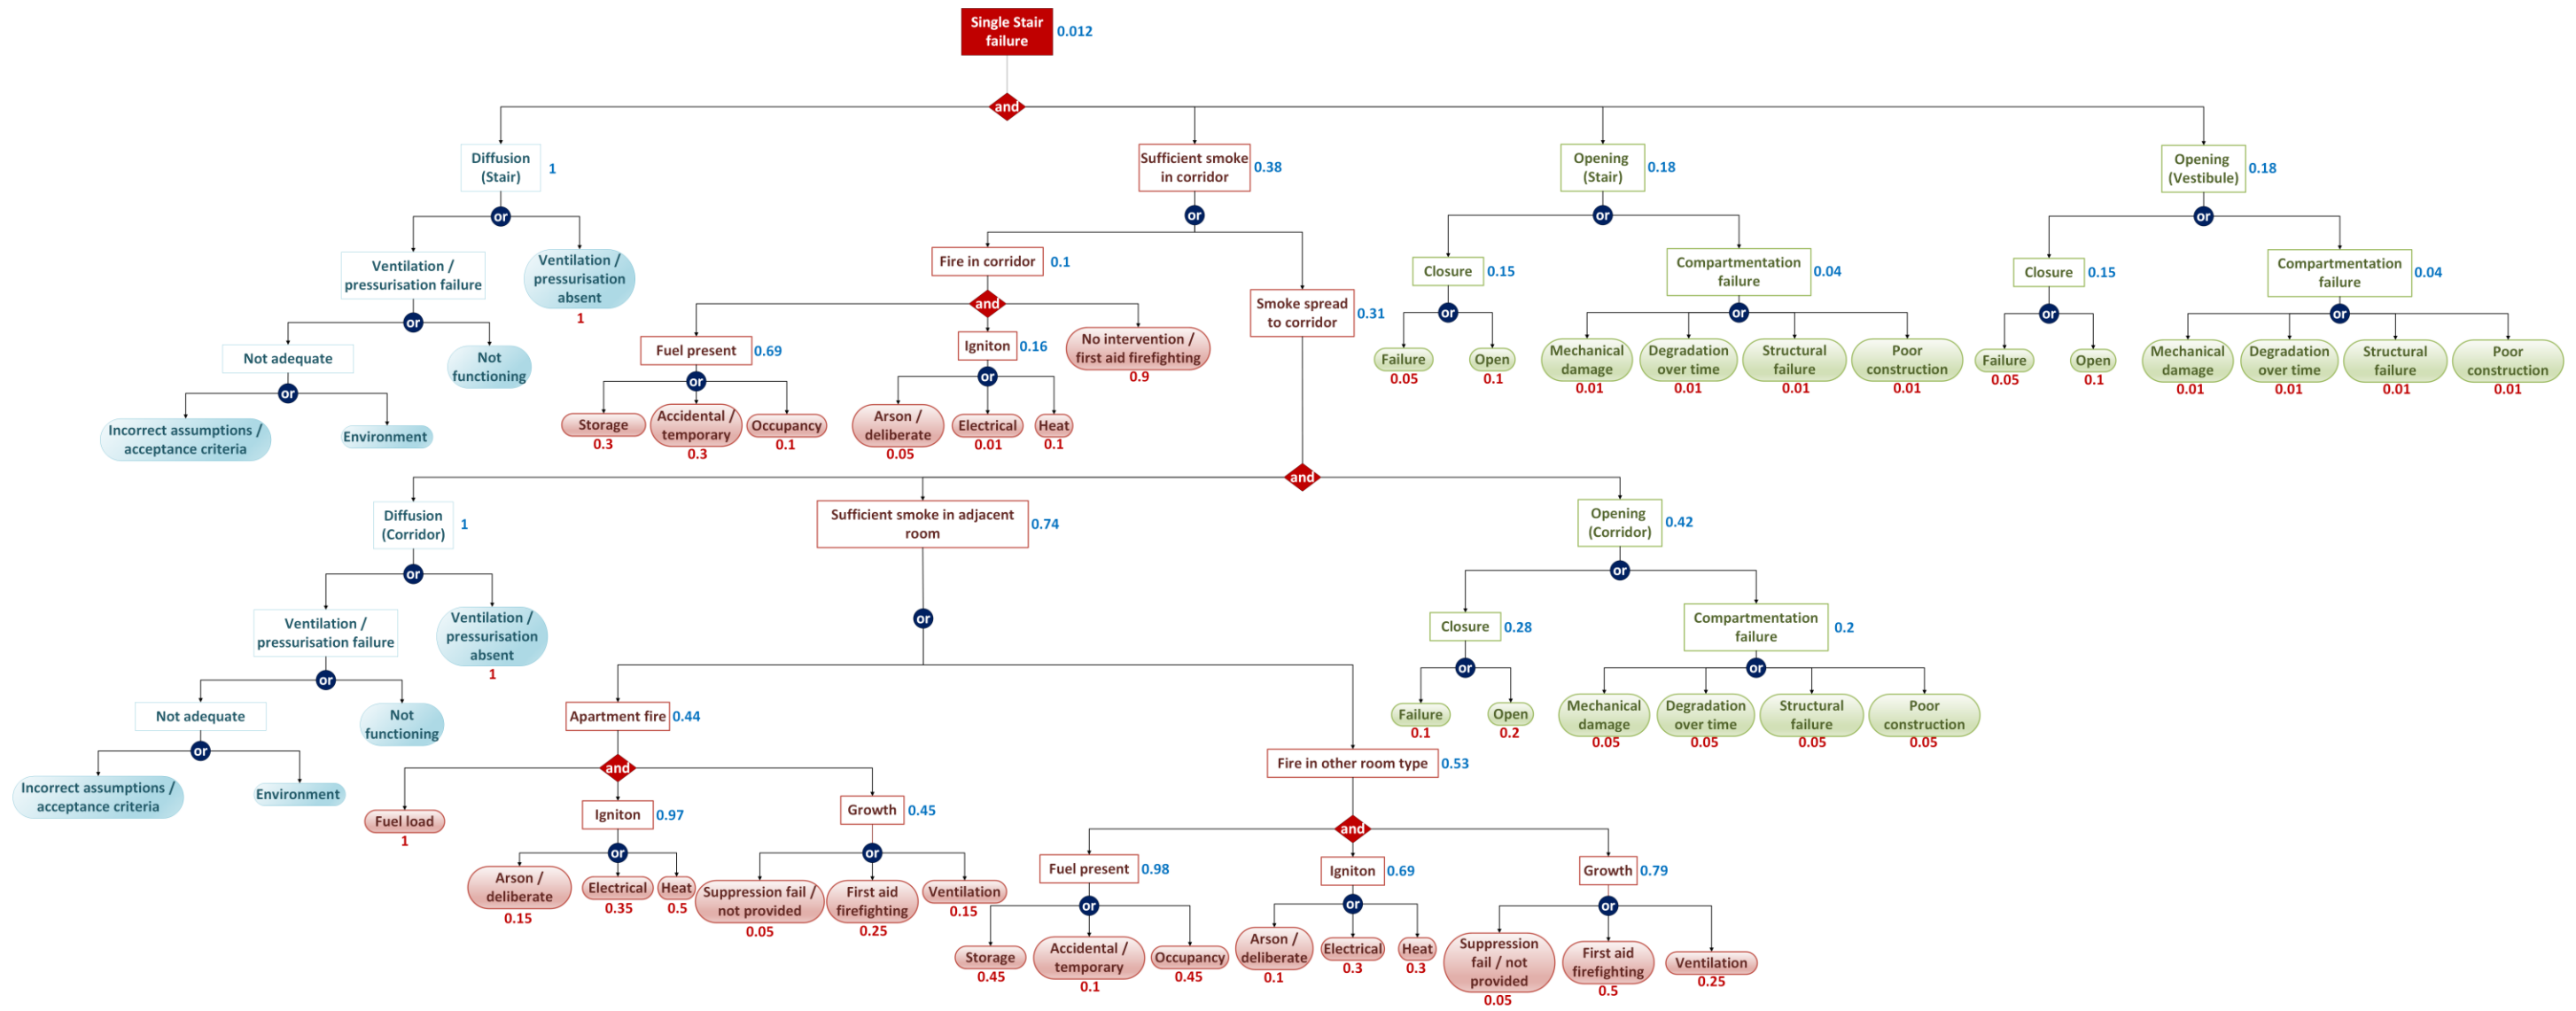 Single Stair
failure
0.012
and
Diffusion
(Stair)
1
Sufficient smoke
in corridor
0.38
Opening
(Stair)
0.18
Opening
(Vestibule)
0.18
or
or
or
or
Ventilation /
pressurisation failure
Ventilation /
pressurisation
absent
1
Fire in corridor
0.1
Smoke spread
to corridor
0.31
Closure
0.15
Compartmentation
failure
0.04
Closure
0.15
Compartmentation
failure
0.04
or
and
or
or
or
or
Not adequate
Not
functioning
Fuel present
0.69
Igniton
0.16
No intervention /
first aid firefighting
0.9
Failure
0.05
Open
0.1
Mechanical
damage
0.01
Degradation
over time
0.01
Structural
failure
0.01
Poor
construction
0.01
Failure
0.05
Open
0.1
Mechanical
damage
0.01
Degradation
over time
0.01
Structural
failure
0.01
Poor
construction
0.01
or
or
or
Incorrect assumptions /
acceptance criteria
Environment
Storage
0.3
Accidental /
temporary
0.3
Occupancy
0.1
Arson /
deliberate
0.05
Electrical
0.01
Heat
0.1
and
Diffusion
(Corridor)
1
Sufficient smoke in adjacent
room
0.74
Opening
(Corridor)
0.42
or
or
or
Ventilation /
pressurisation failure
Ventilation /
pressurisation
absent
1
Closure
0.28
Compartmentation
failure
0.2
or
or
or
Not adequate
Not
functioning
Apartment fire
0.44
Failure
0.1
Open
0.2
Mechanical
damage
0.05
Degradation
over time
0.05
Structural
failure
0.05
Poor
construction
0.05
or
and
Fire in other room type
0.53
Incorrect assumptions /
acceptance criteria
Environment
Fuel load
1
Igniton
0.97
Growth
0.45
and
or
or
Fuel present
0.98
Igniton
0.69
Growth
0.79
Arson /
deliberate
0.15
Electrical
0.35
Heat
0.5
Suppression fail /
not provided
0.05
First aid
firefighting
0.25
Ventilation
0.15
or
or
or
Storage
0.45
Accidental /
temporary
0.1
Occupancy
0.45
Arson /
deliberate
0.1
Electrical
0.3
Heat
0.3
Suppression
fail / not
provided
0.05
First aid
firefighting
0.5
Ventilation
0.25